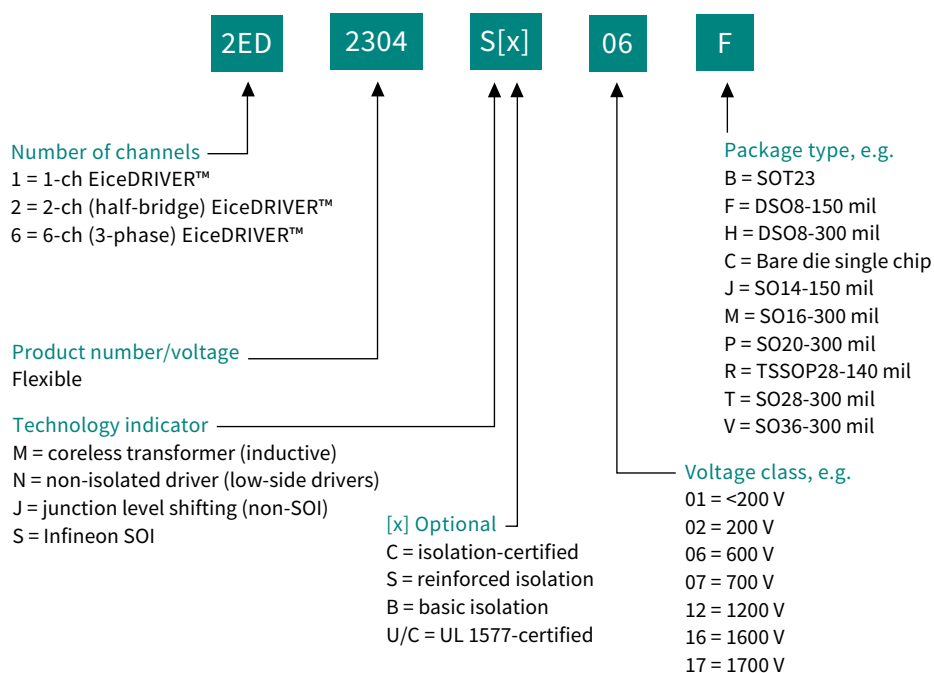 2ED 2304 S[x] 06 F
Number of channels
1 = 1-ch EiceDRIVER™
2 = 2-ch (half-bridge) EiceDRIVER™
6 = 6-ch (3-phase) EiceDRIVER™
Product number/voltage
Flexible
Technology indicator
M = coreless transformer (inductive)
N = non-isolated driver (low-side drivers)
J = junction level shifting (non-SOI)
S = Infineon SOI
[x] Optional
C = isolation-certified
S = reinforced isolation
B = basic isolation
U/C = UL 1577-certified
Package type, e.g.
B = SOT23
F = DSO8-150 mil
H = DSO8-300 mil
C = Bare die single chip
J = SO14-150 mil
M = SO16-300 mil
P = SO20-300 mil
R = TSSOP28-140 mil
T = SO28-300 mil
V = SO36-300 mil
Voltage class, e.g.
01 = <200 V
02 = 200 V
06 = 600 V
07 = 700 V
12 = 1200 V
16 = 1600 V
17 = 1700 V